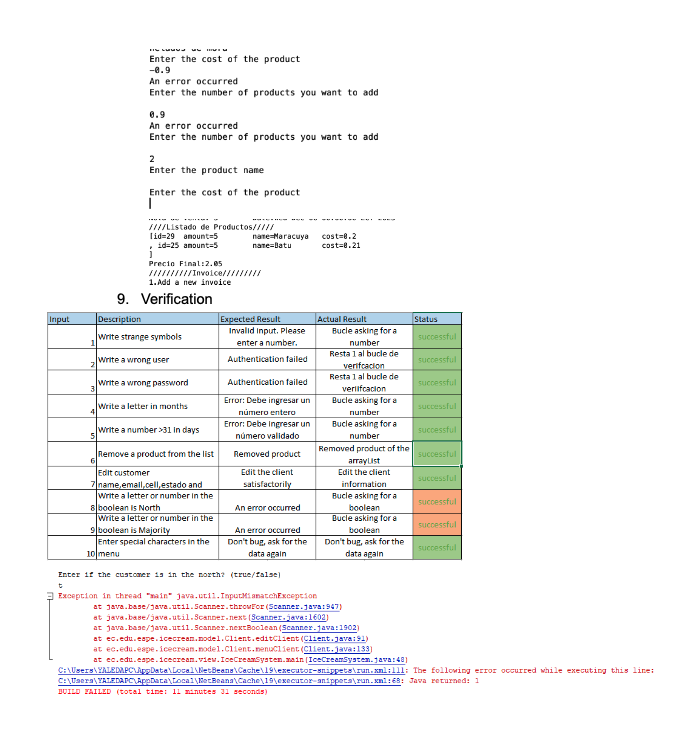 Enter the cost of the product
-0.9
An error occurred
Enter the number of products you want to add
0.9
An error occurred
Enter the number of products you want to add
2
Enter the product name
Enter the cost of the product
////Listado de Productos/////
[id=29 amount=5 name=Maracuya cost=0.2
, id=25 amount=5 name=Batu cost=0.21
]
Precio Final:2.05
//////////Invoice/////////
1.Add a new invoice
9. Verification
Input Description Expected Result Actual Result Status
1 Write strange symbols Invalid input. Please enter a number. Bucle asking for a number successful
2 Write a wrong user Authentication failed Resta 1 al bucle de verifcacion successful
3 Write a wrong password Authentication failed Resta 1 al bucle de veriifcacion successful
4 Write a letter in months Error: Debe ingresar un número entero Bucle asking for a number successful
5 Write a number >31 in days Error: Debe ingresar un número validado Bucle asking for a number successful
6 Remove a product from the list Removed product Removed product of the arrayList successful
7 Edit customer name,email,cell,estado and Edit the client satisfactorily Edit the client information successful
8 Write a letter or number in the boolean is North An error occurred Bucle asking for a boolean successful
9 Write a letter or number in the boolean is Majority An error occurred Bucle asking for a boolean successful
10 Enter special characters in the menu Don't bug, ask for the data again Don't bug, ask for the data again successful
Enter if the customer is in the north? (true/false)
t
Exception in thread "main" java.util.InputMismatchException
at java.base/java.util.Scanner.throwFor(Scanner.java:947)
at java.base/java.util.Scanner.next(Scanner.java:1602)
at java.base/java.util.Scanner.nextBoolean(Scanner.java:1902)
at ec.edu.espe.icecream.model.Client.editClient(Client.java:91)
at ec.edu.espe.icecream.model.Client.menuClient(Client.java:133)
at ec.edu.espe.icecream.view.IceCreamSystem.main(IceCreamSystem.java:48)
C:\Users\YALEDAPC\AppData\Local\NetBeans\Cache\19\executor-snippets\run.xml:111: The following error occurred while executing this line:
C:\Users\YALEDAPC\AppData\Local\NetBeans\Cache\19\executor-snippets\run.xml:68: Java returned: 1
BUILD FAILED (total time: 11 minutes 31 seconds)